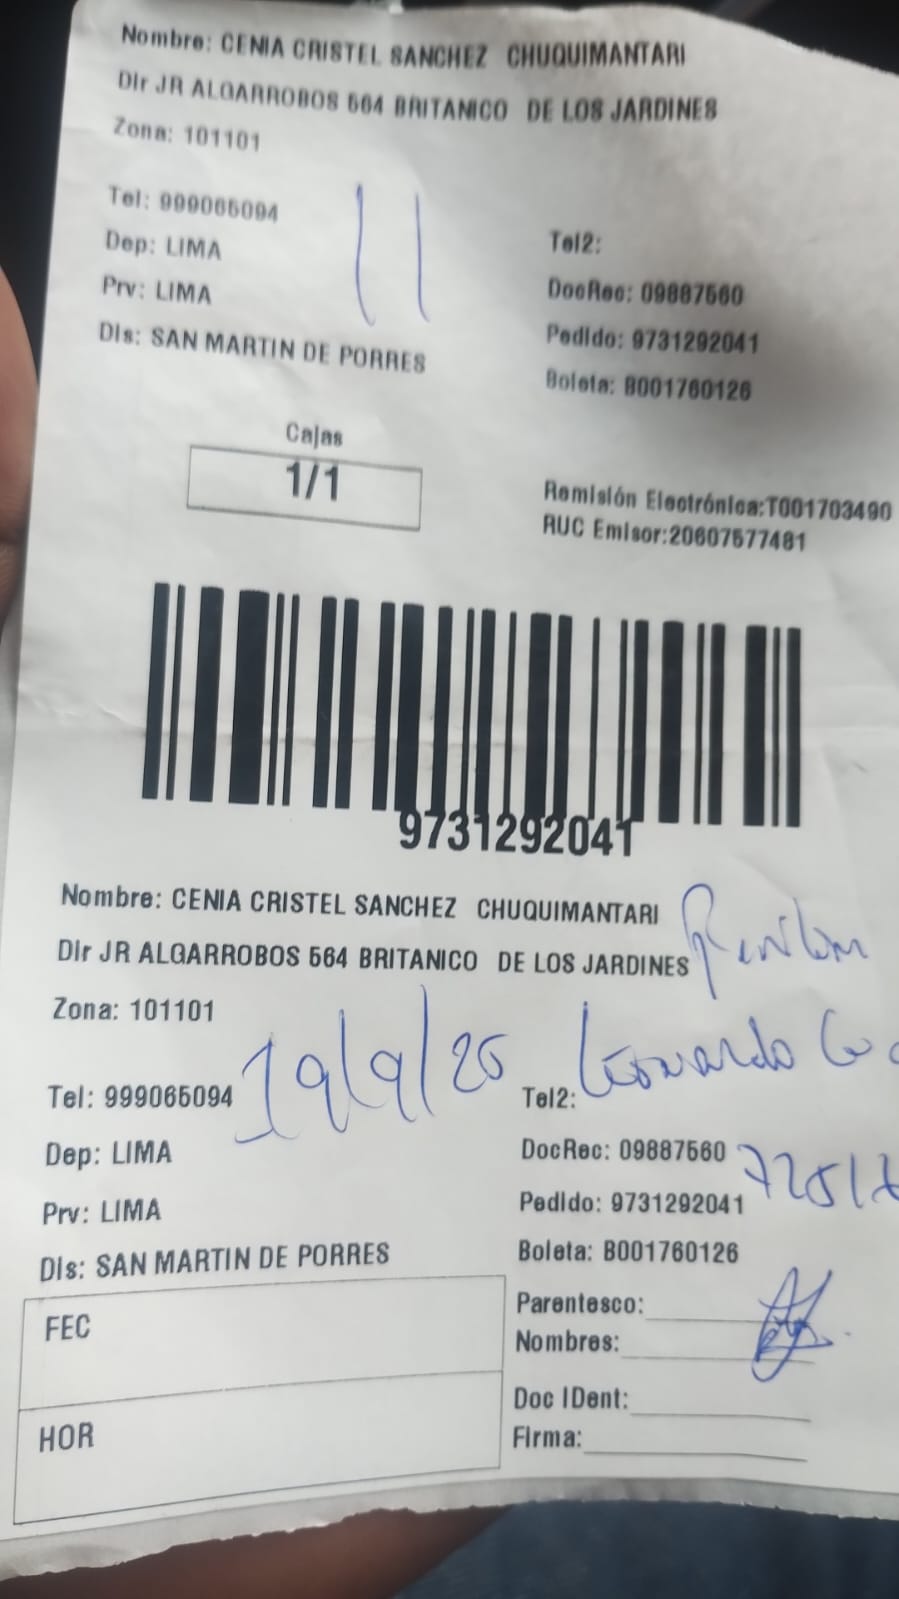 Nombre: CENIA CRISTEL SANCHEZ CHUQUIMANTARI
Dir JR ALGARROBOS 564 BRITANICO DE LOS JARDINES
Zona: 101101
Tel: 999065094
Tel2:
Dep: LIMA
DocRec: 09887560
Prv: LIMA
Pedido: 9731292041
Dis: SAN MARTIN DE PORRES
Boleta: B001760126
Cajas
1/1
Remisión Electrónica:T001703490
RUC Emisor:20607577481
9731292041
Nombre: CENIA CRISTEL SANCHEZ CHUQUIMANTARI
Dir JR ALGARROBOS 564 BRITANICO DE LOS JARDINES
Zona: 101101
19/9/25 Leonardo
Tel: 999065094
Tel2:
Dep: LIMA
DocRec: 09887560
Prv: LIMA
Pedido: 9731292041
Dis: SAN MARTIN DE PORRES
Boleta: B001760126
FEC
Parentesco:
Nombres:
HOR
Doc IDent:
Firma: